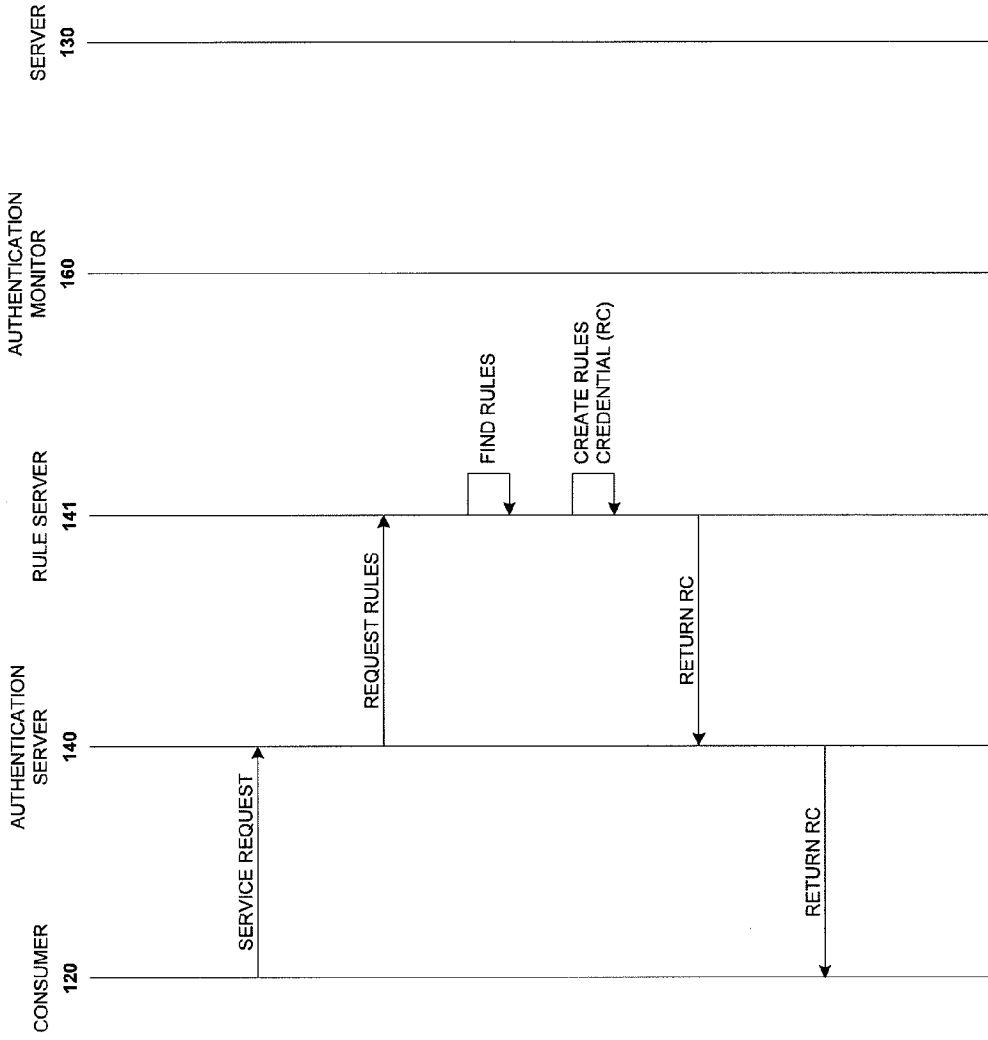 CONSUMER
120
AUTHENTICATION
SERVER
140
RULE SERVER
141
AUTHENTICATION
MONITOR
160
SERVER
130
SERVICE REQUEST
REQUEST RULES
FIND RULES
CREATE RULES
CREDENTIAL (RC)
RETURN RC
RETURN RC